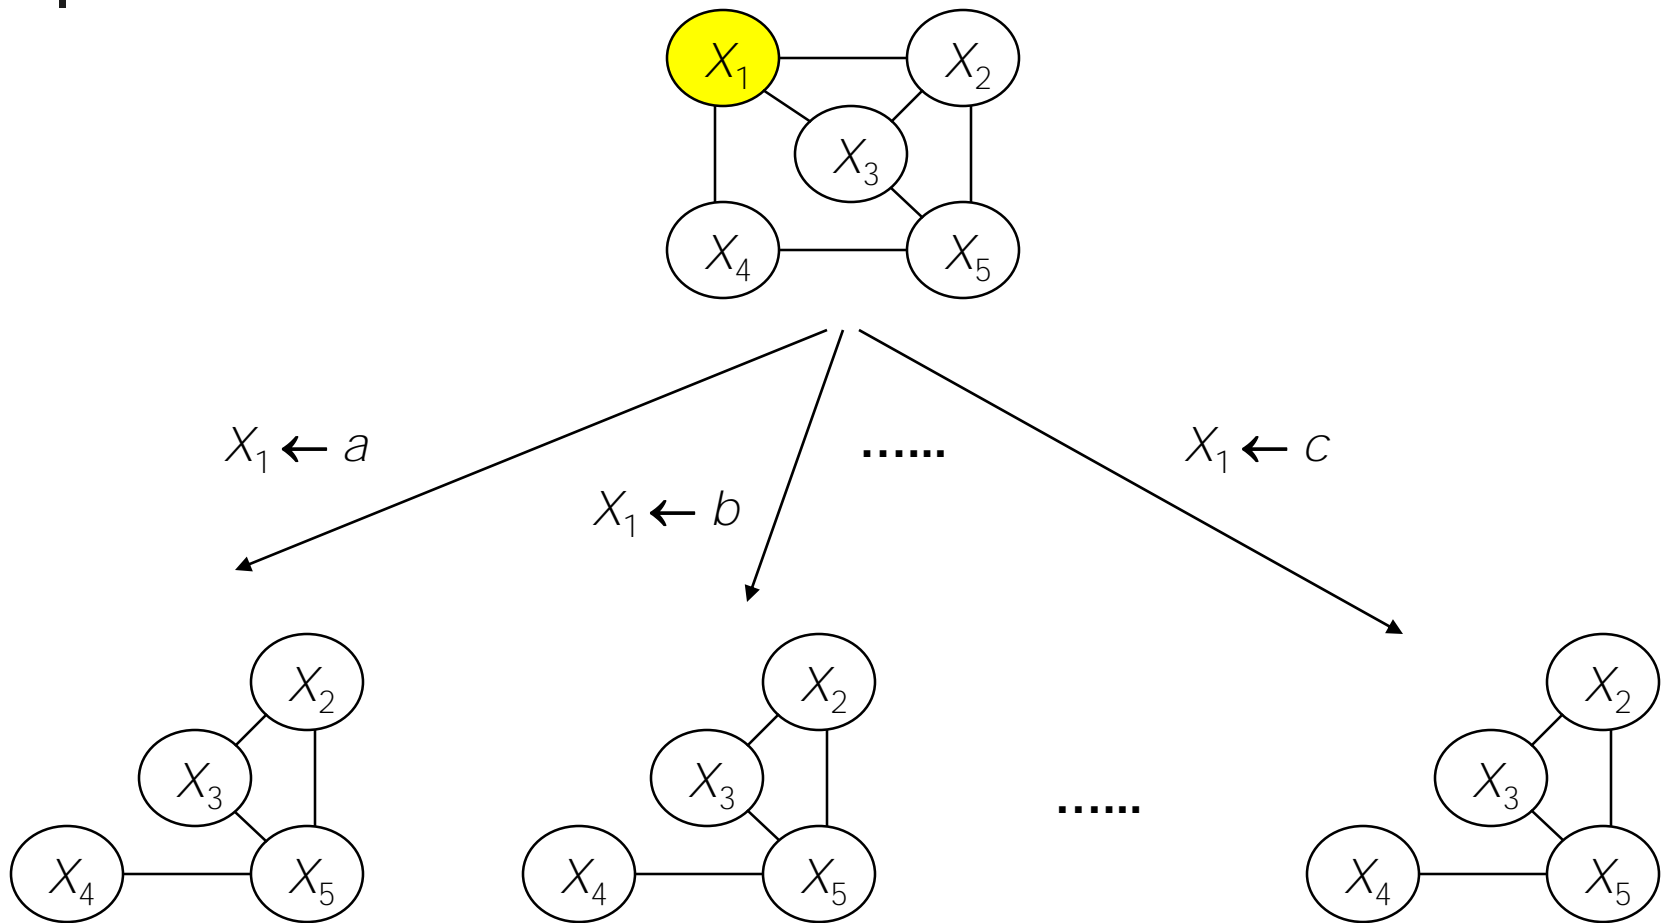 X₁ X₂
X₃
X₄ X₅
X₁ ← a
…...
X₁ ← c
X₁ ← b
X₂ X₂ X₂
X₃ X₃ X₃
…...
X₄ X₅ X₄ X₅ X₄ X₅